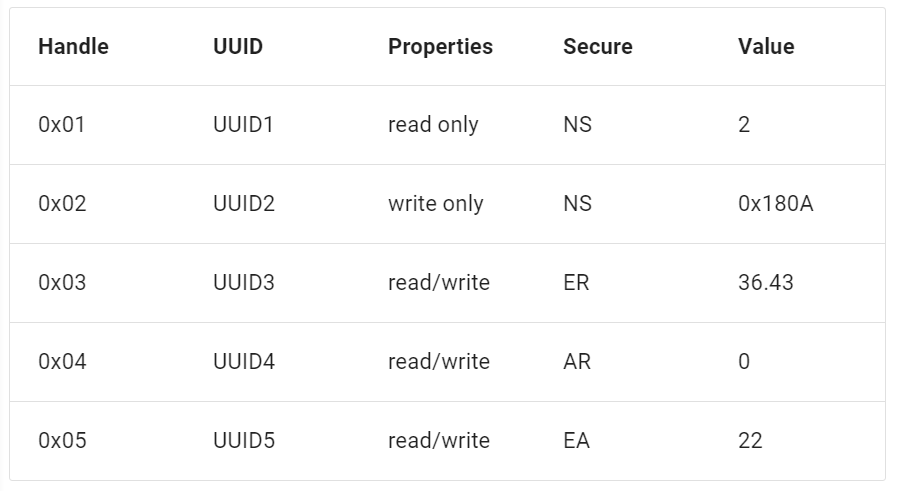 Handle UUID Properties Secure Value
0x01 UUID1 read only NS 2
0x02 UUID2 write only NS 0x180A
0x03 UUID3 read/write ER 36.43
0x04 UUID4 read/write AR 0
0x05 UUID5 read/write EA 22